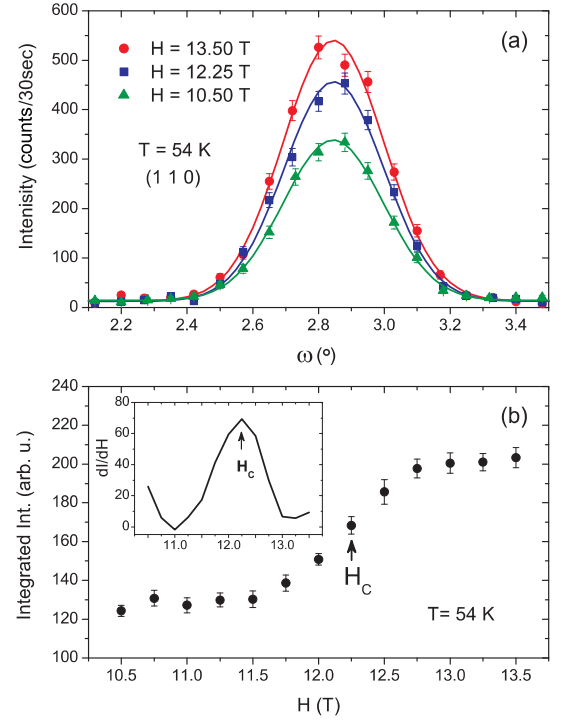 600
500
400
300
200
100
0
Intenisity (counts/30sec)
H = 13.50 T
H = 12.25 T
H = 10.50 T
(a)
T = 54 K
(1 1 0)
2.2 2.4 2.6 2.8 3.0 3.2 3.4
ω (°)
240
220
200
180
160
140
120
100
Integrated Int. (arb. u.)
(b)
80
60
40
20
0
dI/dH
H_C
11.0 12.0 13.0
H_C
T= 54 K
10.5 11.0 11.5 12.0 12.5 13.0 13.5
H (T)